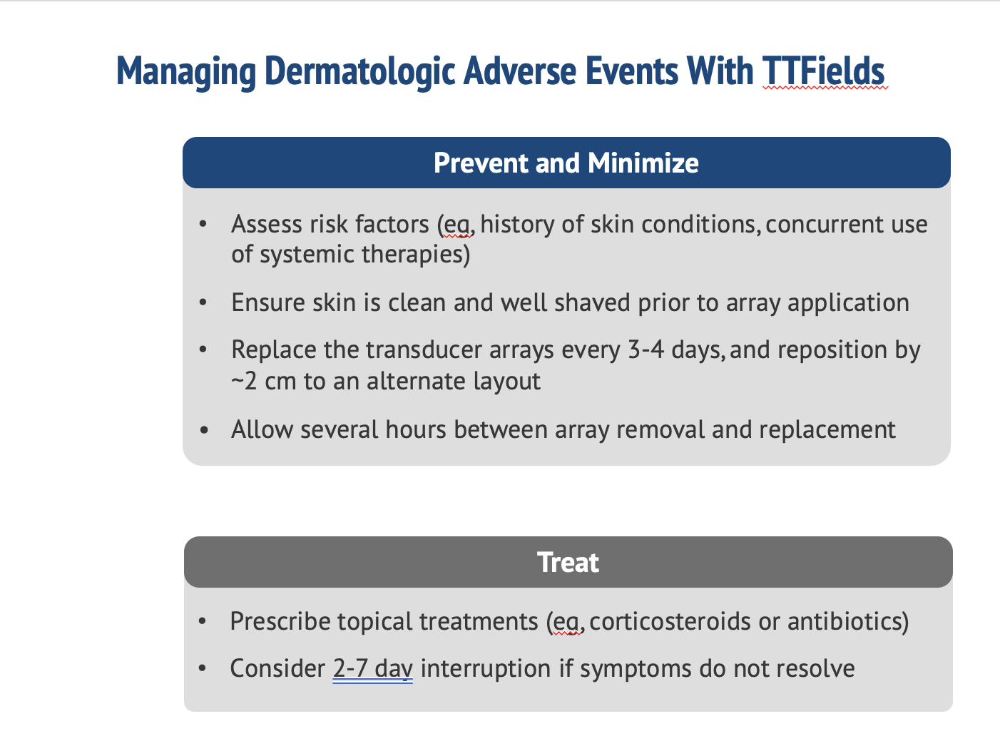 Managing Dermatologic Adverse Events With TTFields
Prevent and Minimize
• Assess risk factors (eg, history of skin conditions, concurrent use
of systemic therapies)
• Ensure skin is clean and well shaved prior to array application
• Replace the transducer arrays every 3-4 days, and reposition by
~2 cm to an alternate layout
• Allow several hours between array removal and replacement
Treat
• Prescribe topical treatments (eg, corticosteroids or antibiotics)
• Consider 2-7 day interruption if symptoms do not resolve